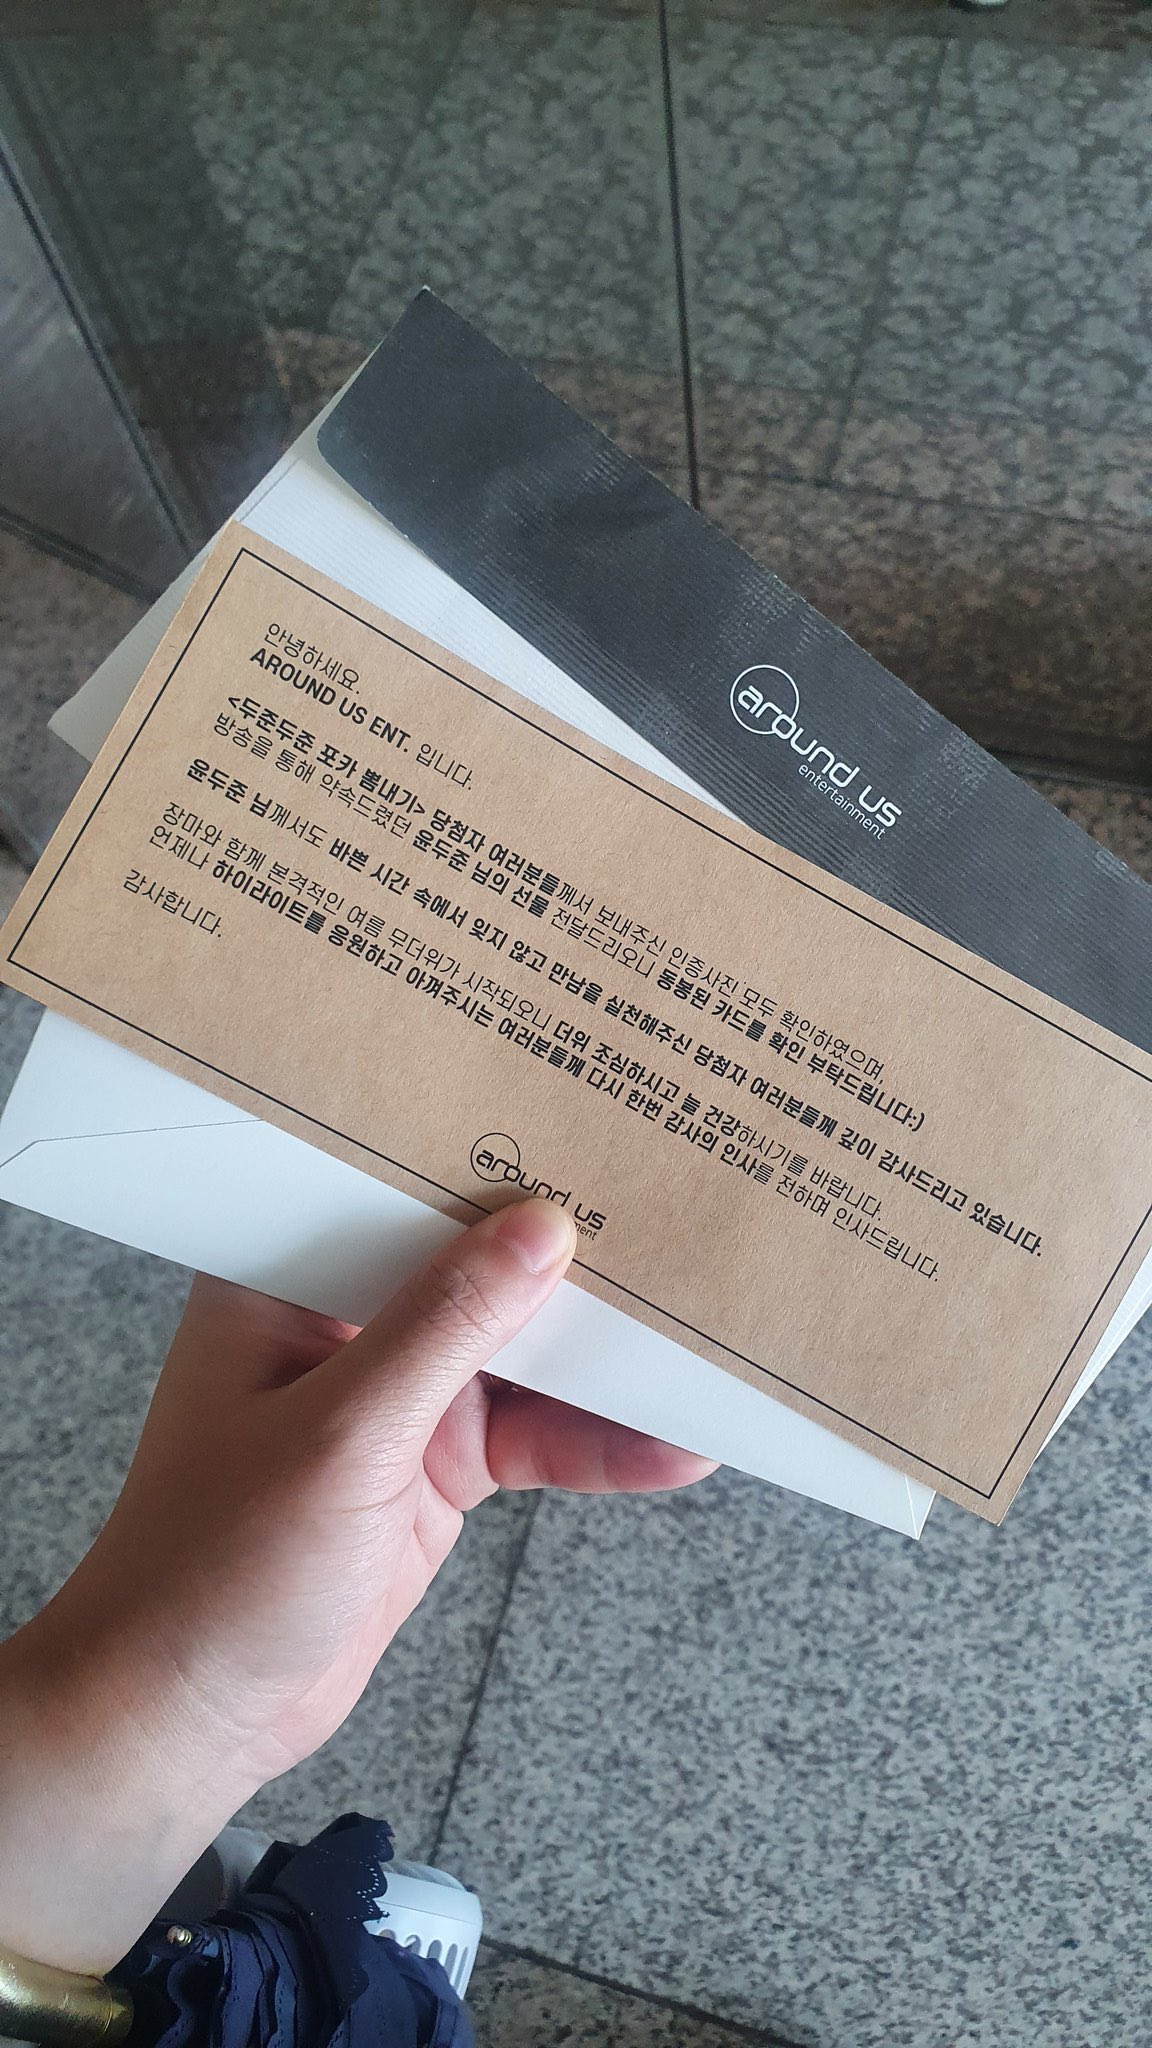 around us
entertainment
안녕하세요.
AROUND US ENT. 입니다.
<두준두준 포카 뽐내기> 당첨자 여러분들께서 보내주신 인증사진 모두 확인하였으며,
방송을 통해 약속드렸던 윤두준 님의 선물 전달드리오니 동봉된 카드를 확인 부탁드립니다:)
윤두준 님께서도 바쁜 시간 속에서 잊지 않고 만남을 실천해주신 당첨자 여러분들께 깊이 감사드리고 있습니다.
장마와 함께 본격적인 여름 무더위가 시작되오니 더위 조심하시고 늘 건강하시기를 바랍니다.
언제나 하이라이트를 응원하고 아껴주시는 여러분들께 다시 한번 감사의 인사를 전하며 인사드립니다.
감사합니다.
around us